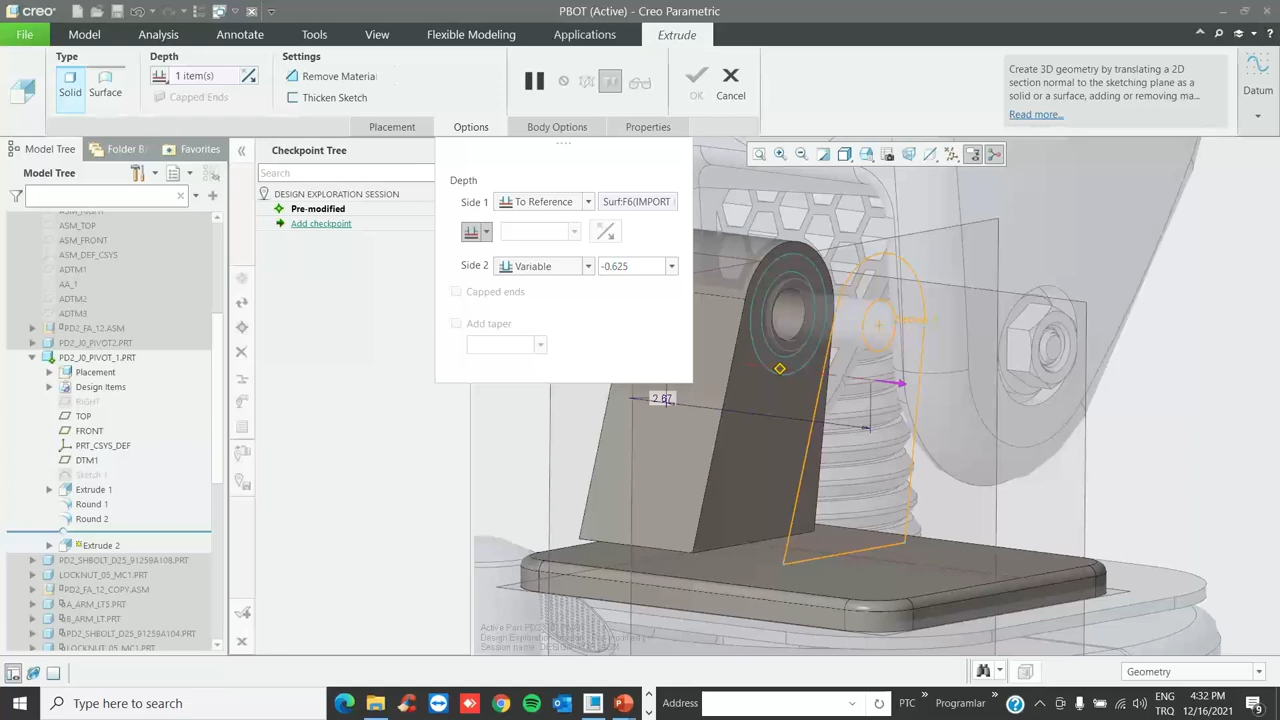 creo®
PBOT (Active) - Creo Parametric
File
Model
Analysis
Annotate
Tools
View
Flexible Modeling
Applications
Extrude
Type
Depth
Settings
Solid
Surface
1 item(s)
Capped Ends
Remove Materia
Thicken Sketch
OK
Cancel
Create 3D geometry by translating a 2D
section normal to the sketching plane as a
solid or a surface, adding or removing ma...
Read more...
Datum
Placement
Options
Body Options
Properties
Model Tree
Folder B
Favorites
Model Tree
ASM_TOP
ASM_FRONT
ASM_DEF_CSYS
ADTM1
ADTM3
ADTM2
PD2_FA_12.ASM
PD2_J0_PIVOT2.PRT
PD2_J0_PIVOT_1.PRT
Placement
Design Items
RIGHT
TOP
FRONT
PRT_CSYS_DEF
DTM1
Sketch 1
Extrude 1
Round 1
Round 2
Extrude 2
PD2_SHBOLT_D25_91259A108.PRT
LOCKNUT_05_MC1.PRT
PD2_FA_12_COPY.ASM
A_ARM_LT5.PRT
B_ARM_LT.PRT
PD2_SHBOLT_D25_91259A104.PRT
LOCKNUT_05_MC1.PRT
Checkpoint Tree
Search
DESIGN EXPLORATION SESSION
Pre-modified
Add checkpoint
Depth
Side 1
To Reference
Surf:F6(IMPORT
Side 2
Variable
-0.625
Capped ends
Add taper
2.67
Geometry
Type here to search
Address
PTC
»
Programlar
»
ENG
TRQ
4:32 PM
12/16/2021
9